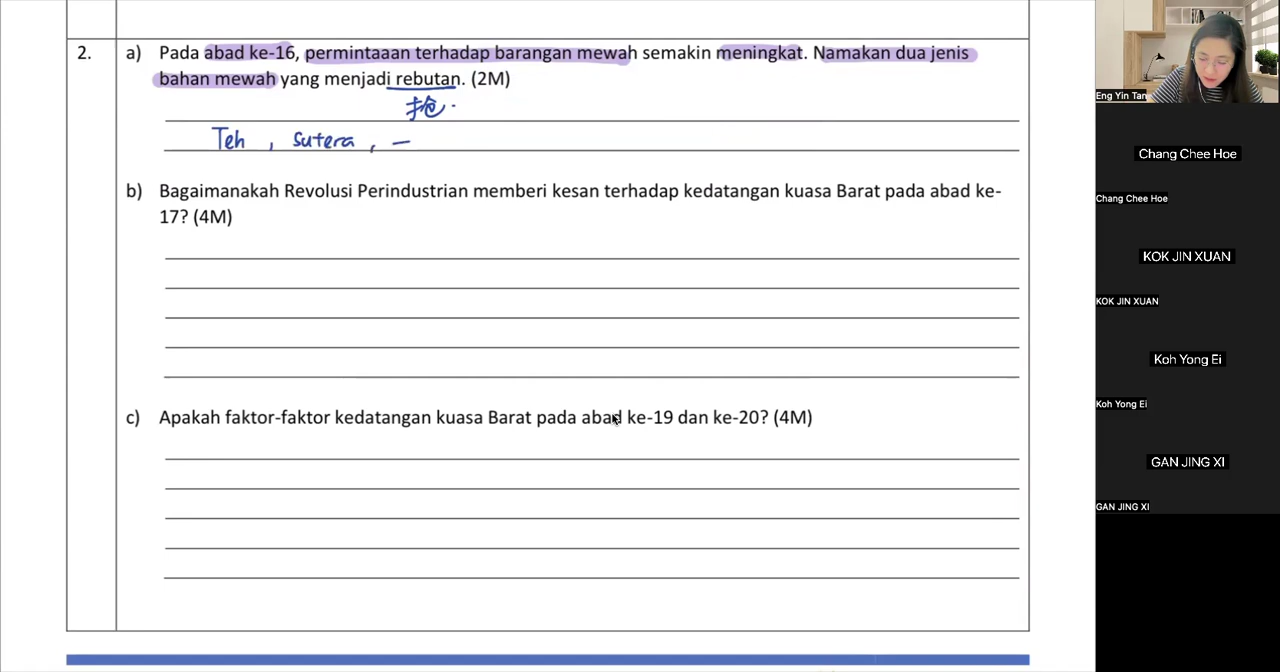 2.
a) Pada abad ke-16, permintaaan terhadap barangan mewah semakin meningkat. Namakan dua jenis
bahan mewah yang menjadi rebutan. (2M)
抢.
Teh , sutera , —
b) Bagaimanakah Revolusi Perindustrian memberi kesan terhadap kedatangan kuasa Barat pada abad ke-
17? (4M)
c) Apakah faktor-faktor kedatangan kuasa Barat pada abad ke-19 dan ke-20? (4M)
Eng Yin Tan
Chang Chee Hoe
Chang Chee Hoe
KOK JIN XUAN
KOK JIN XUAN
Koh Yong Ei
Koh Yong Ei
GAN JING XI
GAN JING XI